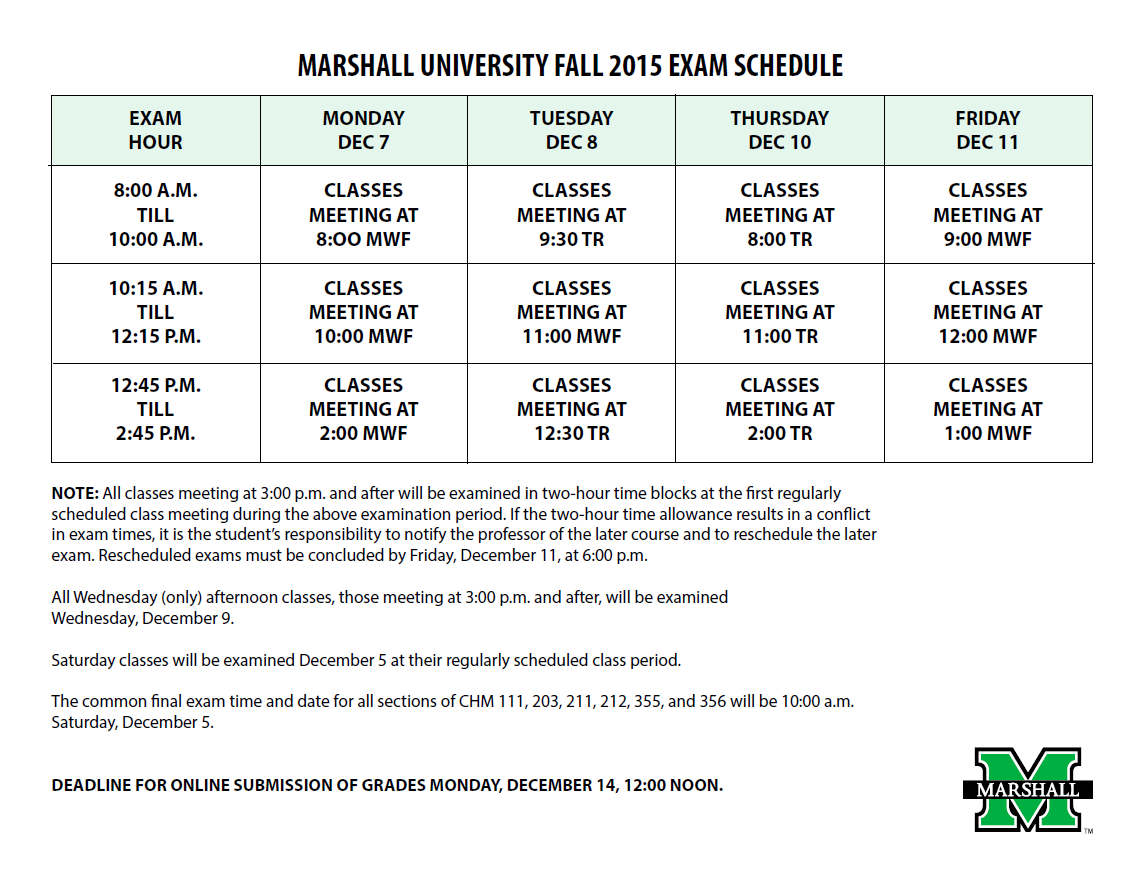 MARSHALL UNIVERSITY FALL 2015 EXAM SCHEDULE
EXAM HOUR
MONDAY DEC 7
TUESDAY DEC 8
THURSDAY DEC 10
FRIDAY DEC 11
8:00 A.M. TILL 10:00 A.M.
CLASSES MEETING AT 8:OO MWF
CLASSES MEETING AT 9:30 TR
CLASSES MEETING AT 8:00 TR
CLASSES MEETING AT 9:00 MWF
10:15 A.M. TILL 12:15 P.M.
CLASSES MEETING AT 10:00 MWF
CLASSES MEETING AT 11:00 MWF
CLASSES MEETING AT 11:00 TR
CLASSES MEETING AT 12:00 MWF
12:45 P.M. TILL 2:45 P.M.
CLASSES MEETING AT 2:00 MWF
CLASSES MEETING AT 12:30 TR
CLASSES MEETING AT 2:00 TR
CLASSES MEETING AT 1:00 MWF
NOTE: All classes meeting at 3:00 p.m. and after will be examined in two-hour time blocks at the first regularly
scheduled class meeting during the above examination period. If the two-hour time allowance results in a conflict
in exam times, it is the student's responsibility to notify the professor of the later course and to reschedule the later
exam. Rescheduled exams must be concluded by Friday, December 11, at 6:00 p.m.
All Wednesday (only) afternoon classes, those meeting at 3:00 p.m. and after, will be examined
Wednesday, December 9.
Saturday classes will be examined December 5 at their regularly scheduled class period.
The common final exam time and date for all sections of CHM 111, 203, 211, 212, 355, and 356 will be 10:00 a.m.
Saturday, December 5.
DEADLINE FOR ONLINE SUBMISSION OF GRADES MONDAY, DECEMBER 14, 12:00 NOON.
M
MARSHALL
TM